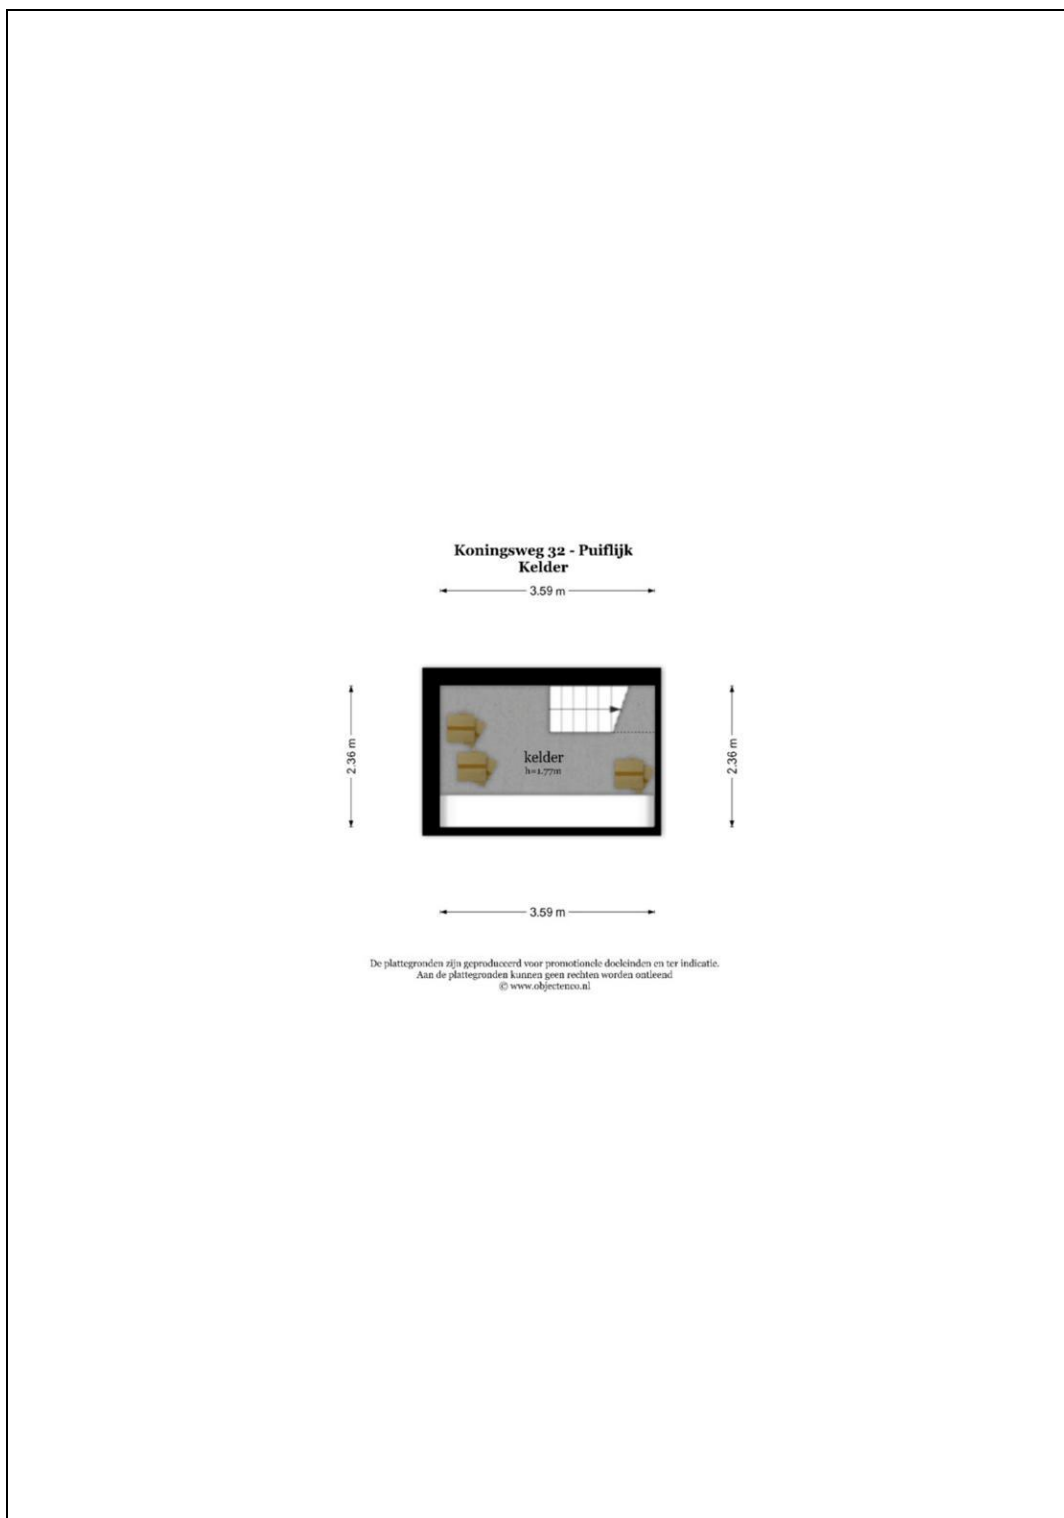 Koningsweg 32 - Puiflijk
Kelder
3.59 m
2.36 m
2.36 m
kelder
h=1.77m
3.59 m
De plattegronden zijn geproduceerd voor promotionele doeleinden en ter indicatie.
Aan de plattegronden kunnen geen rechten worden ontleend
© www.objectenco.nl